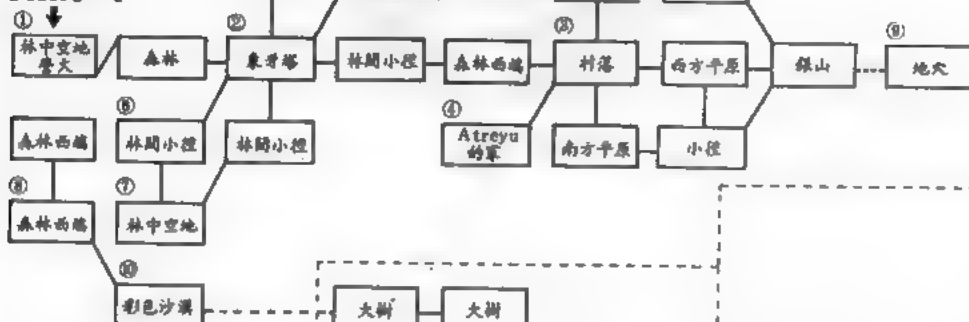 ①
②
③
⑨
林中空地
營火
森林
象牙塔
林間小徑
森林西端
村落
西方平原
銀山
地穴
④
⑥
森林西端
林間小徑
林間小徑
Atreyu
的家
南方平原
小徑
⑧
⑦
森林西端
林中空地
⑩
彩色沙漠
大樹
大樹